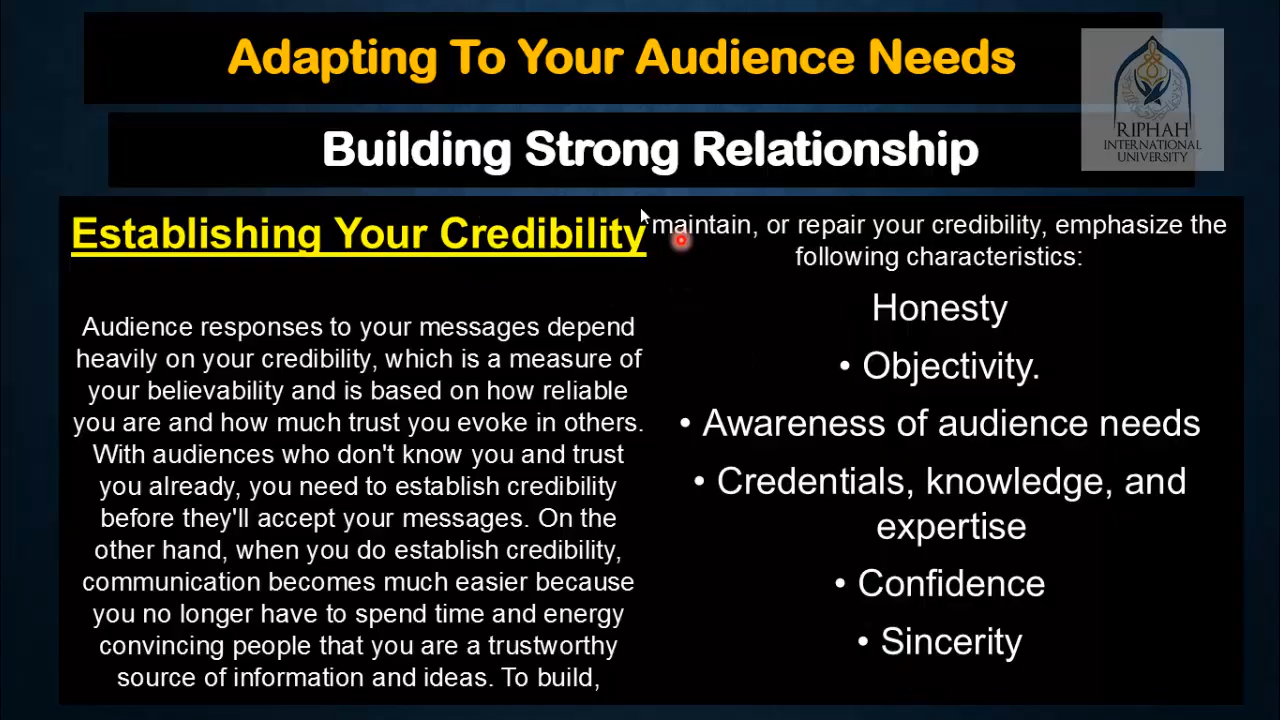 Adapting To Your Audience Needs
Building Strong Relationship
RIPHAH
INTERNATIONAL
UNIVERSITY
Establishing Your Credibility
Audience responses to your messages depend
heavily on your credibility, which is a measure of
your believability and is based on how reliable
you are and how much trust you evoke in others.
With audiences who don't know you and trust
you already, you need to establish credibility
before they'll accept your messages. On the
other hand, when you do establish credibility,
communication becomes much easier because
you no longer have to spend time and energy
convincing people that you are a trustworthy
source of information and ideas. To build,
maintain, or repair your credibility, emphasize the
following characteristics:
Honesty
• Objectivity.
• Awareness of audience needs
• Credentials, knowledge, and
expertise
• Confidence
• Sincerity